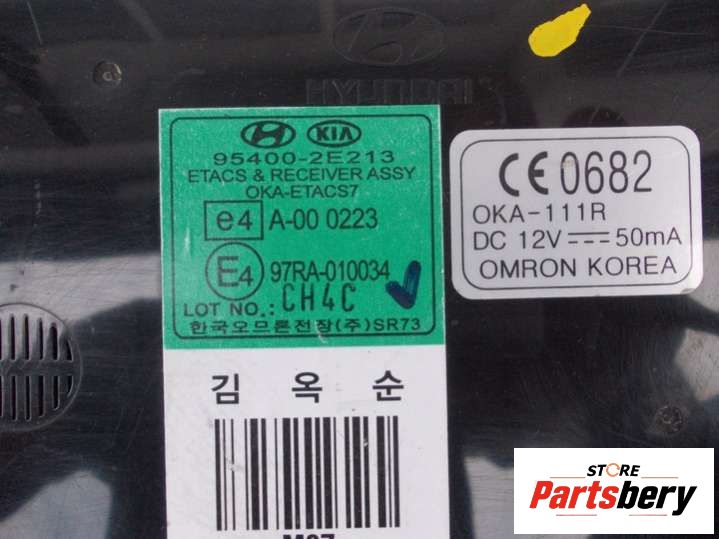 HYUNDAI
KIA
95400-2E213
ETACS & RECEIVER ASSY
OKA-ETACS7
e4 A-00 0223
E4 97RA-010034
LOT NO.: CH4C
한국오므론전장(주)SR73
김 옥 순
CE0682
OKA-111R
DC 12V 50mA
OMRON KOREA
STORE
Partsbery